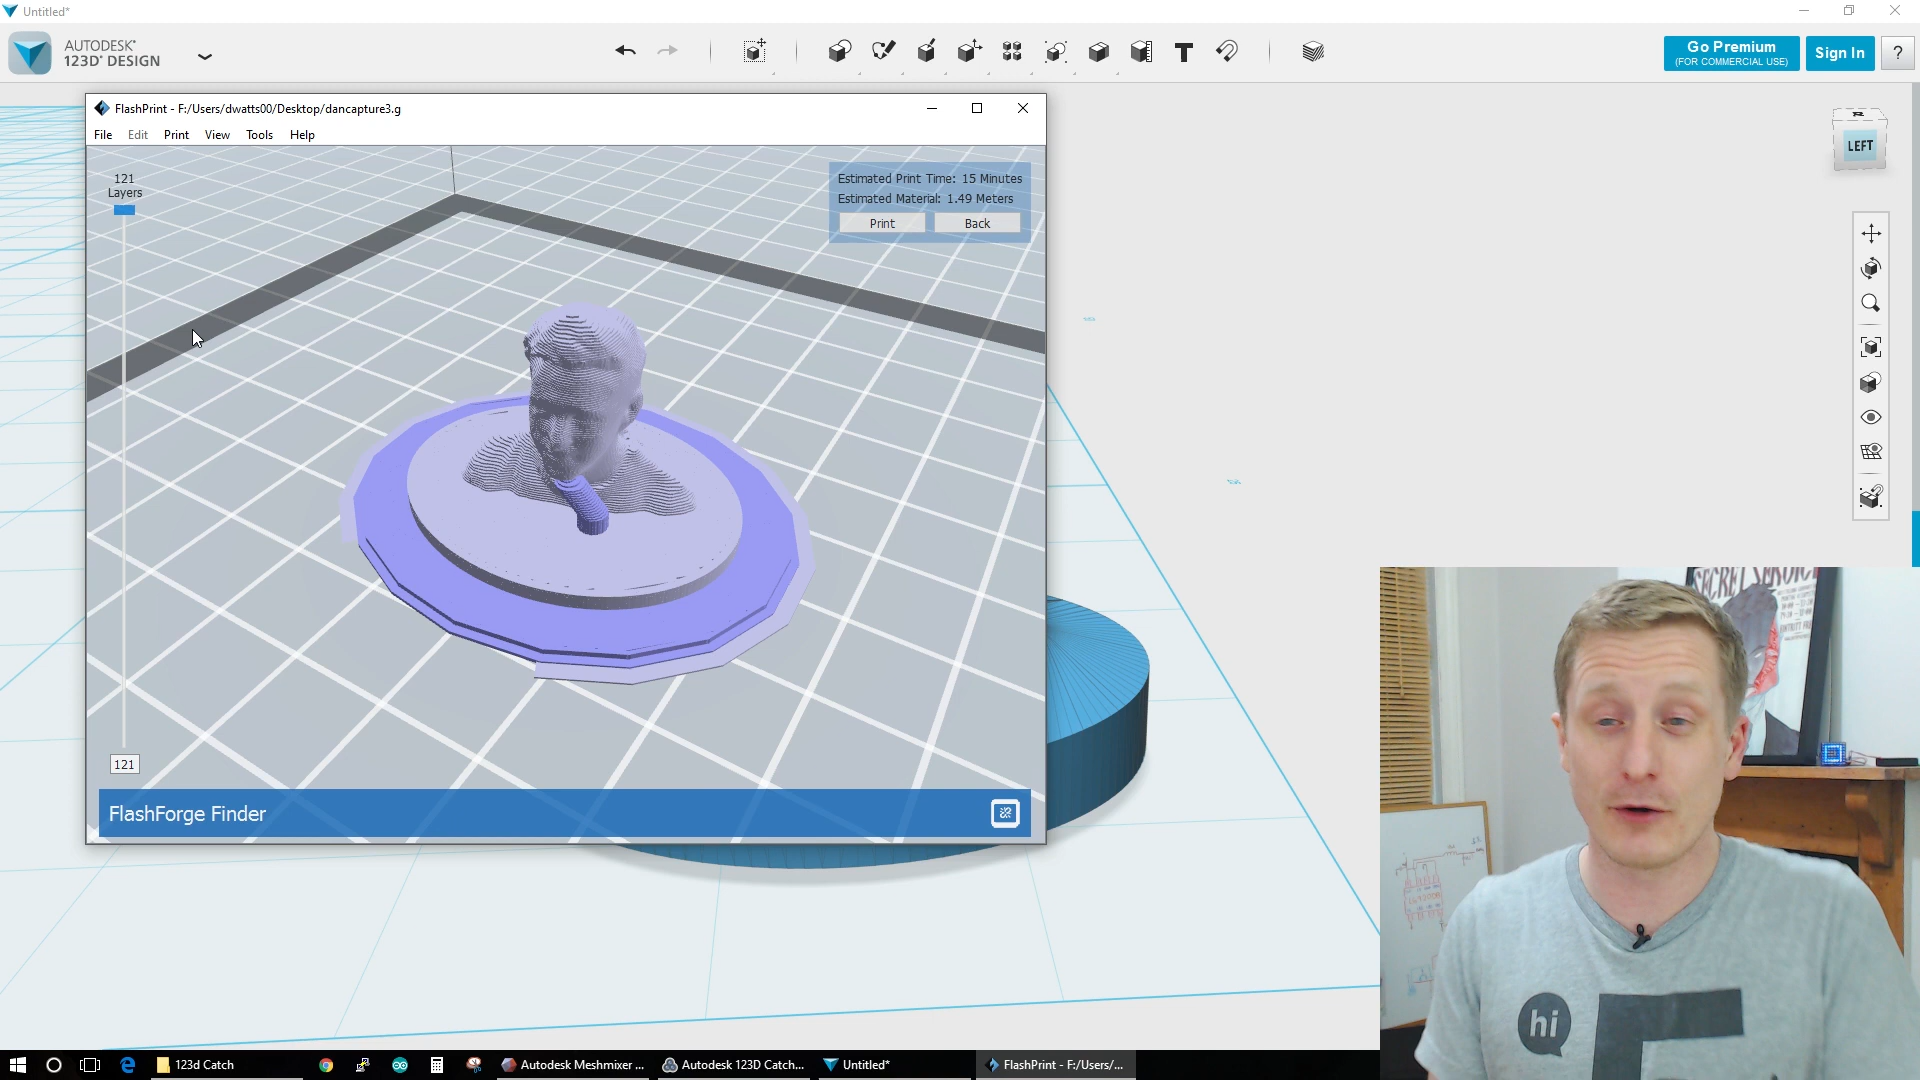 Untitled*
AUTODESK®
123D® DESIGN
T
Go Premium
(FOR COMMERCIAL USE)
Sign In
?
LEFT
FlashPrint - F:/Users/dwatts00/Desktop/dancapture3.g
File Edit Print View Tools Help
121
Layers
Estimated Print Time: 15 Minutes
Estimated Material: 1.49 Meters
Print Back
121
FlashForge Finder
SECRET SERVICE
hi
123d Catch
Autodesk Meshmixer ...
Autodesk 123D Catch...
Untitled*
FlashPrint - F:/Users/...